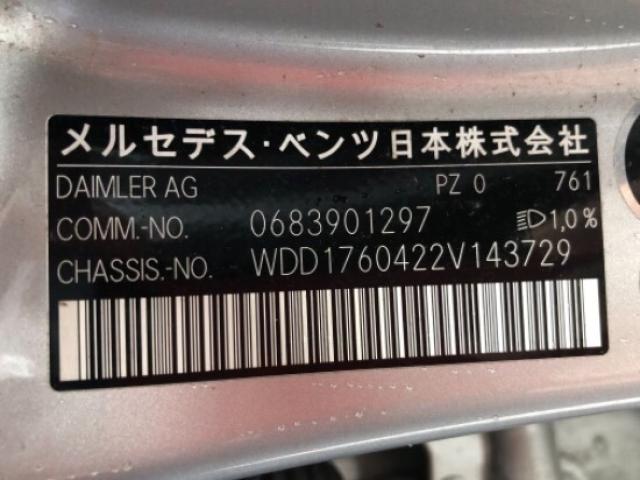 メルセデス・ベンツ日本株式会社
DAIMLER AG PZ 0 761
COMM.-NO. 0683901297 1,0%
CHASSIS.-NO. WDD1760422V143729